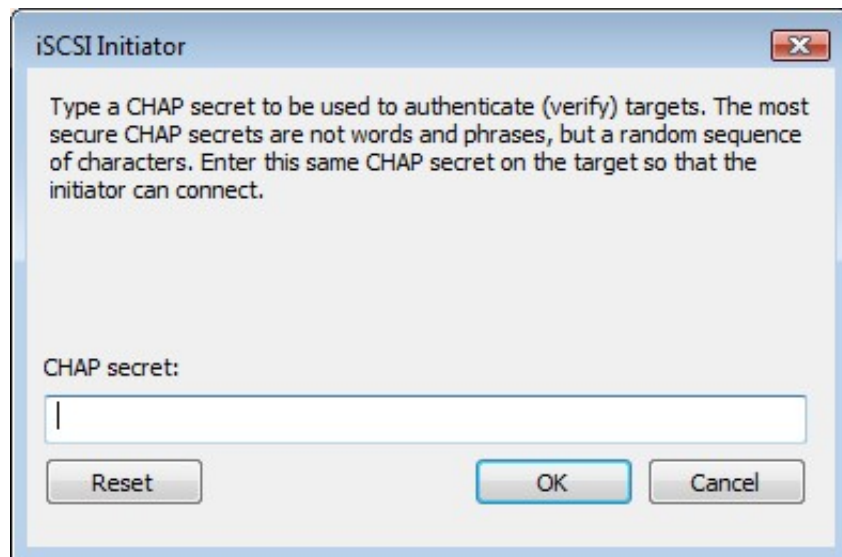 iSCSI Initiator
Type a CHAP secret to be used to authenticate (verify) targets. The most
secure CHAP secrets are not words and phrases, but a random sequence
of characters. Enter this same CHAP secret on the target so that the
initiator can connect.
CHAP secret:
Reset OK Cancel